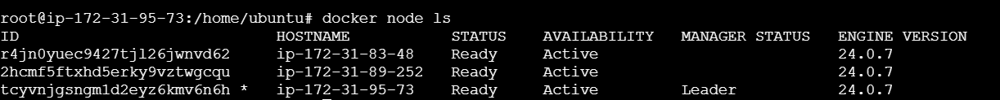 root@ip-172-31-95-73:/home/ubuntu# docker node ls
ID HOSTNAME STATUS AVAILABILITY MANAGER STATUS ENGINE VERSION
r4jn0yuec9427tjl26jwnvd62 ip-172-31-83-48 Ready Active 24.0.7
2hcmf5ftxhd5erky9vztwgcqu ip-172-31-89-252 Ready Active 24.0.7
tcyvnjgsngm1d2eyz6kmv6n6h * ip-172-31-95-73 Ready Active Leader 24.0.7